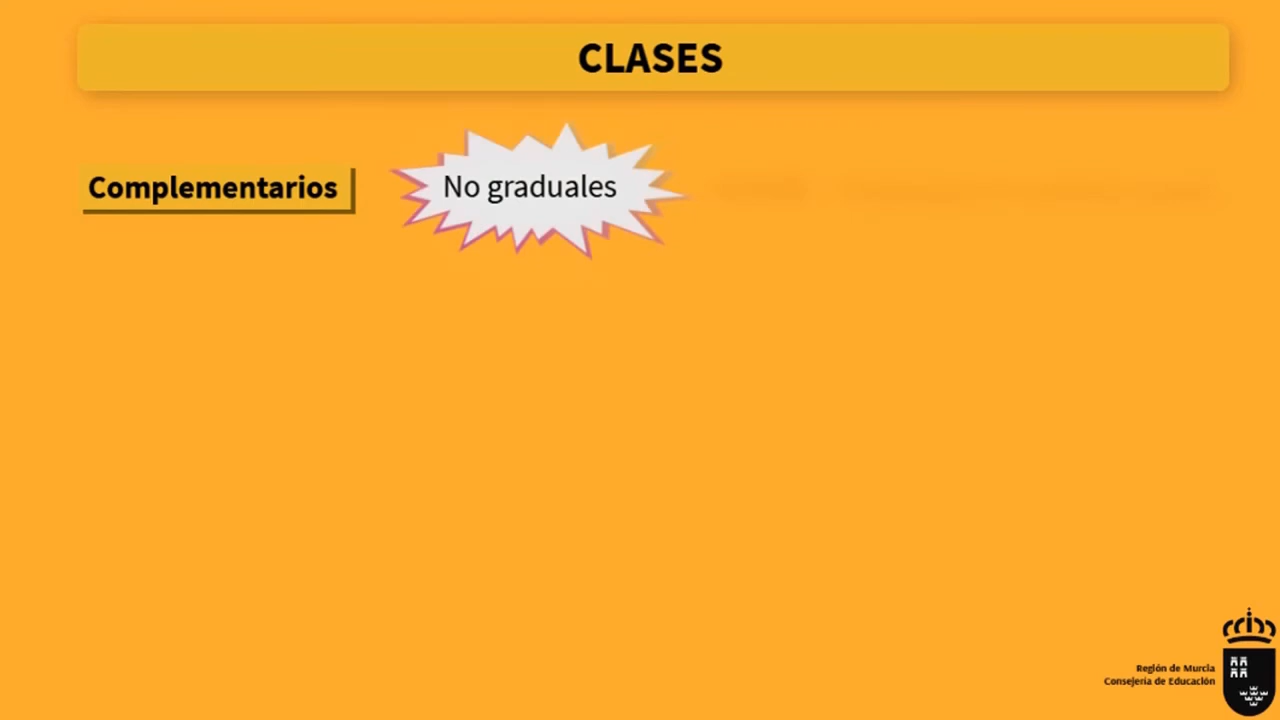 CLASES
Complementarios
No graduales
Región de Murcia
Consejería de Educación